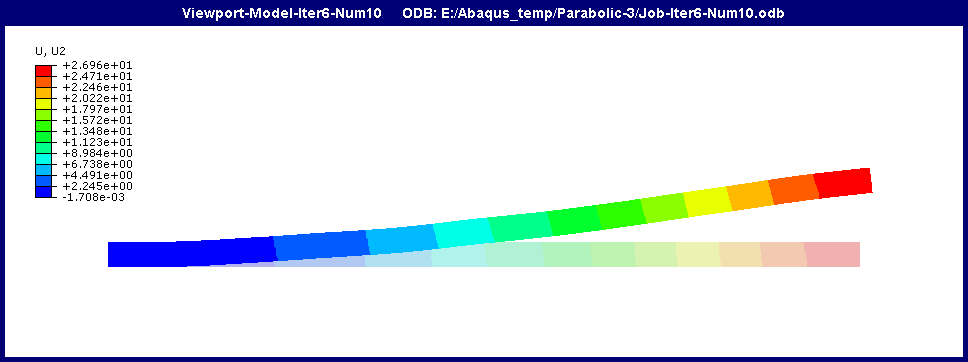 Viewport-Model-Iter6-Num10 ODB: E:/Abaqus_temp/Parabolic-3/Job-Iter6-Num10.odb
U, U2
+2.696e+01
+2.471e+01
+2.246e+01
+2.022e+01
+1.797e+01
+1.572e+01
+1.348e+01
+1.123e+01
+8.984e+00
+6.738e+00
+4.491e+00
+2.245e+00
-1.708e-03